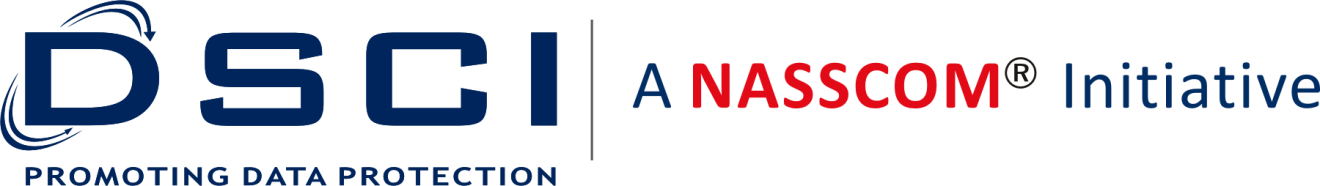 DSCI
PROMOTING DATA PROTECTION
A NASSCOM® Initiative